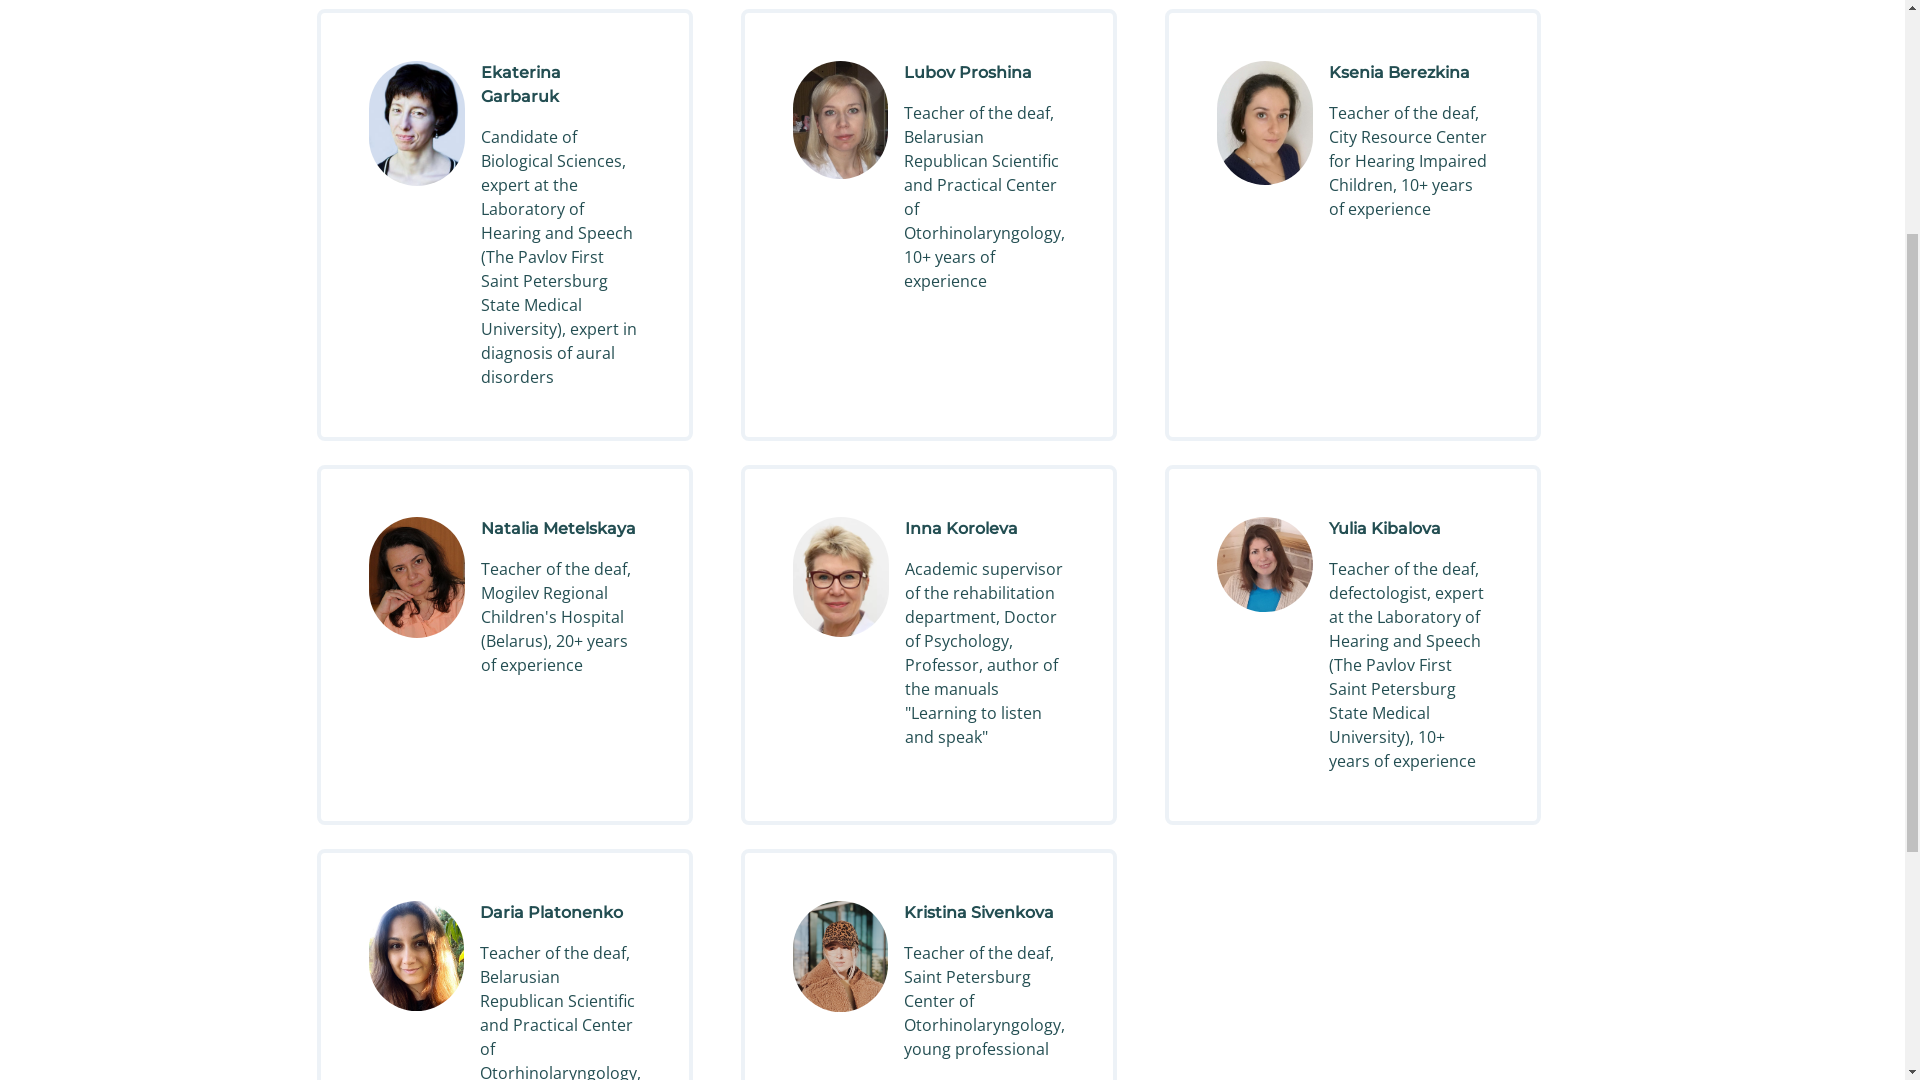 Ekaterina
Garbaruk
Candidate of
Biological Sciences,
expert at the
Laboratory of
Hearing and Speech
(The Pavlov First
Saint Petersburg
State Medical
University), expert in
diagnosis of aural
disorders
Lubov Proshina
Teacher of the deaf,
Belarusian
Republican Scientific
and Practical Center
of
Otorhinolaryngology,
10+ years of
experience
Ksenia Berezkina
Teacher of the deaf,
City Resource Center
for Hearing Impaired
Children, 10+ years
of experience
Natalia Metelskaya
Teacher of the deaf,
Mogilev Regional
Children's Hospital
(Belarus), 20+ years
of experience
Inna Koroleva
Academic supervisor
of the rehabilitation
department, Doctor
of Psychology,
Professor, author of
the manuals
"Learning to listen
and speak"
Yulia Kibalova
Teacher of the deaf,
defectologist, expert
at the Laboratory of
Hearing and Speech
(The Pavlov First
Saint Petersburg
State Medical
University), 10+
years of experience
Daria Platonenko
Teacher of the deaf,
Belarusian
Republican Scientific
and Practical Center
of
Otorhinolaryngology,
Kristina Sivenkova
Teacher of the deaf,
Saint Petersburg
Center of
Otorhinolaryngology,
young professional